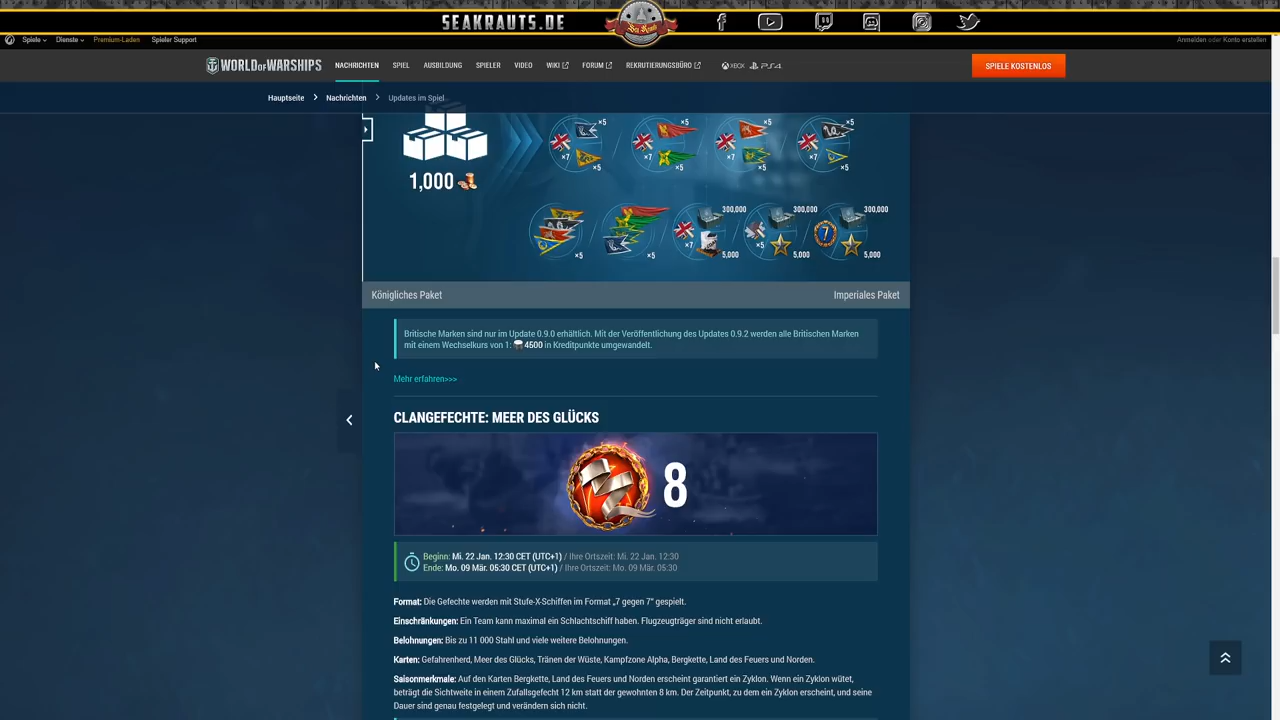 SEAKRAUTS.DE
Spiele Dienste Premium-Laden Spieler Support
Anmelden oder Konto erstellen
WORLD OF WARSHIPS NACHRICHTEN SPIEL AUSBILDUNG SPIELER VIDEO WIKI FORUM REKRUTIERUNGSBÜRO XBOX PS4 SPIELE KOSTENLOS
Hauptseite Nachrichten Updates im Spiel
×5 ×5 ×5 ×5
×7 ×7 ×7 ×7
×5 ×5 ×5 ×5
1,000
300,000 300,000 300,000
×7 ×5 7
×5 ×5 5,000 5,000 5,000
Königliches Paket Imperiales Paket
Britische Marken sind nur im Update 0.9.0 erhältlich. Mit der Veröffentlichung des Updates 0.9.2 werden alle Britischen Marken
mit einem Wechselkurs von 1: 4500 in Kreditpunkte umgewandelt.
Mehr erfahren>>>
CLANGEFECHTE: MEER DES GLÜCKS
8
Beginn: Mi. 22 Jan. 12:30 CET (UTC+1) / Ihre Ortszeit: Mi. 22 Jan. 12:30
Ende: Mo. 09 Mär. 05:30 CET (UTC+1) / Ihre Ortszeit: Mo. 09 Mär. 05:30
Format: Die Gefechte werden mit Stufe-X-Schiffen im Format „7 gegen 7" gespielt.
Einschränkungen: Ein Team kann maximal ein Schlachtschiff haben. Flugzeugträger sind nicht erlaubt.
Belohnungen: Bis zu 11 000 Stahl und viele weitere Belohnungen.
Karten: Gefahrenherd, Meer des Glücks, Tränen der Wüste, Kampfzone Alpha, Bergkette, Land des Feuers und Norden.
Saisonmerkmale: Auf den Karten Bergkette, Land des Feuers und Norden erscheint garantiert ein Zyklon. Wenn ein Zyklon wütet,
beträgt die Sichtweite in einem Zufallsgefecht 12 km statt der gewohnten 8 km. Der Zeitpunkt, zu dem ein Zyklon erscheint, und seine
Dauer sind genau festgelegt und verändern sich nicht.